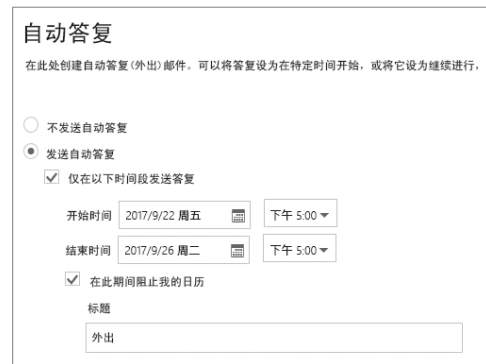 自动答复
在此处创建自动答复(外出)邮件。可以将答复设为在特定时间开始，或将它设为继续进行，
不发送自动答复
发送自动答复
仅在以下时间段发送答复
开始时间 2017/9/22 周五 下午 5:00
结束时间 2017/9/26 周二 下午 5:00
在此期间阻止我的日历
标题
外出